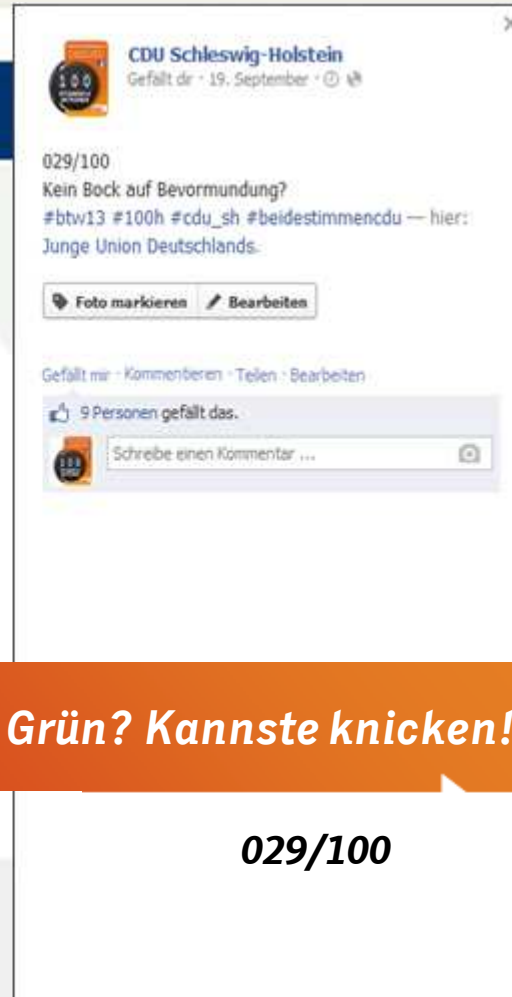 CDU Schleswig-Holstein
Gefällt dir · 19. September ·
029/100
Kein Bock auf Bevormundung?
#btw13 #100h #cdu_sh #beidestimmencdu — hier:
Junge Union Deutschlands.
Foto markieren Bearbeiten
Gefällt mir · Kommentieren · Teilen · Bearbeiten
9 Personen gefällt das.
Schreibe einen Kommentar ...
Grün? Kannste knicken!
029/100